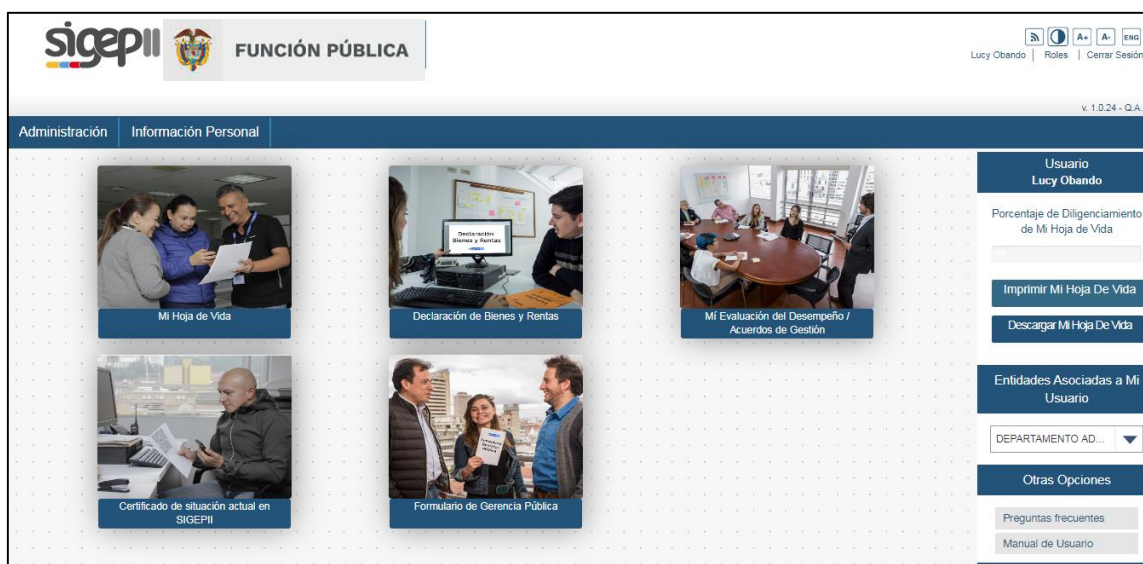 sigepII
FUNCIÓN PÚBLICA
A+ A- ENG
Lucy Obando | Roles | Cerrar Sesión
v. 1.0.24 - Q.A.
Administración
Información Personal
Mi Hoja de Vida
Declaración
Bienes y Rentas
Declaración de Bienes y Rentas
Mí Evaluación del Desempeño /
Acuerdos de Gestión
Certificado de situación actual en
SIGEPII
Formulario de Gerencia Pública
Usuario
Lucy Obando
Porcentaje de Diligenciamiento
de Mi Hoja de Vida
Imprimir Mi Hoja De Vida
Descargar Mi Hoja De Vida
Entidades Asociadas a Mi
Usuario
DEPARTAMENTO AD...
Otras Opciones
Preguntas frecuentes
Manual de Usuario